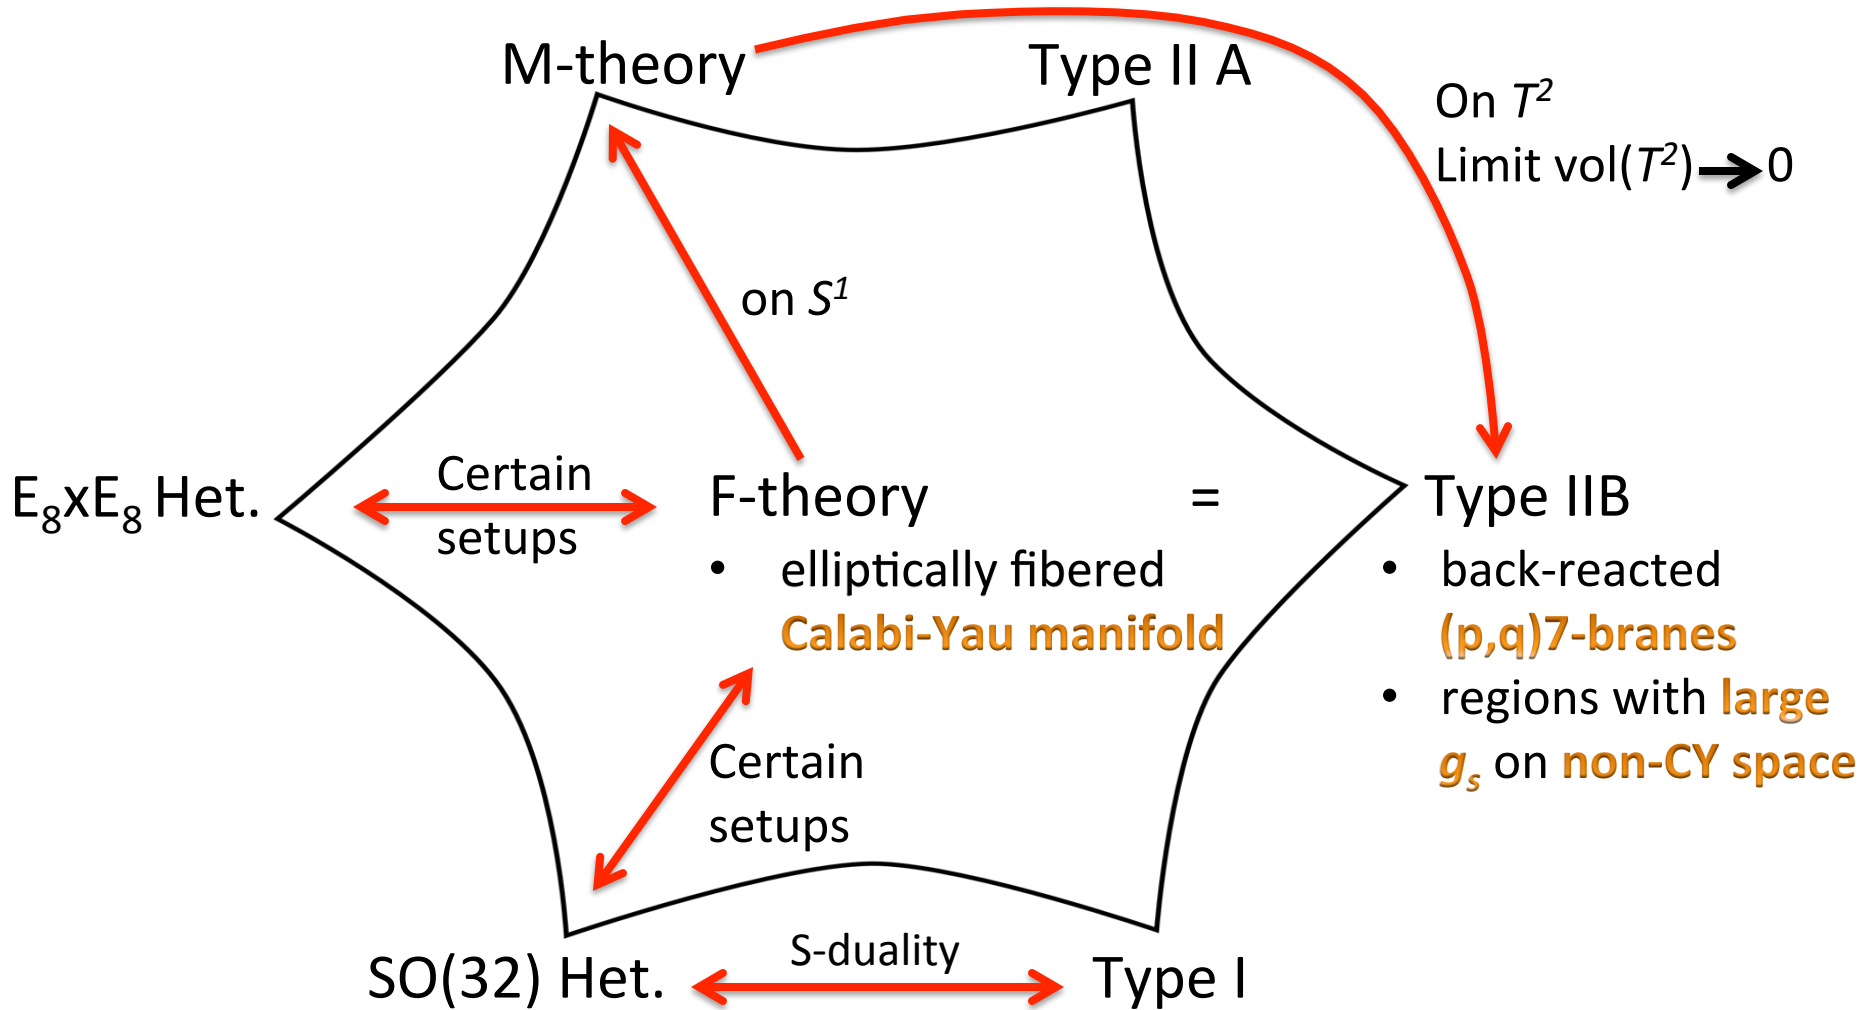 M-theory
Type II A
On T²
Limit vol(T²)→0
on S¹
E₈xE₈ Het.
Certain
setups
F-theory
=
Type IIB
• elliptically fibered
Calabi-Yau manifold
• back-reacted
(p,q)7-branes
• regions with large
gₛ on non-CY space
Certain
setups
S-duality
SO(32) Het.
Type I